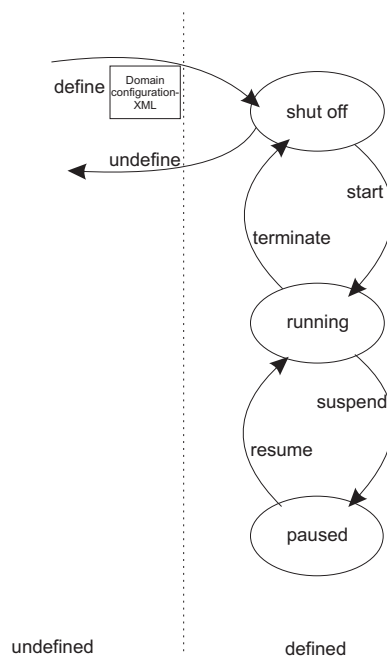 define
Domain
configuration-
XML
shut off
undefine
start
terminate
running
suspend
resume
paused
undefined
defined